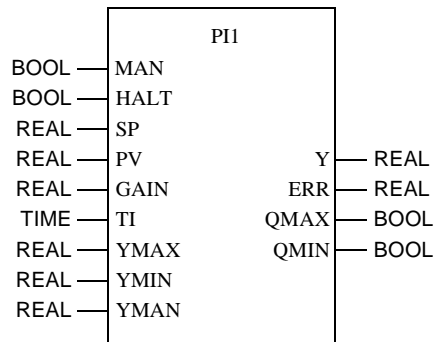 PI1
BOOL MAN
BOOL HALT
REAL SP
REAL PV Y REAL
REAL GAIN ERR REAL
TIME TI QMAX BOOL
REAL YMAX QMIN BOOL
REAL YMIN
REAL YMAN